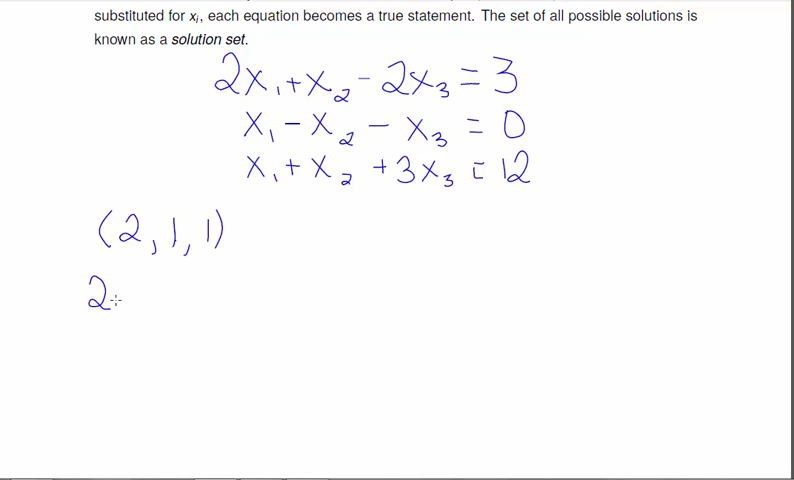 substituted for xᵢ, each equation becomes a true statement. The set of all possible solutions is
known as a solution set.
2x₁+x₂-2x₃=3
x₁-x₂-x₃=0
x₁+x₂+3x₃=12
(2,1,1)
2